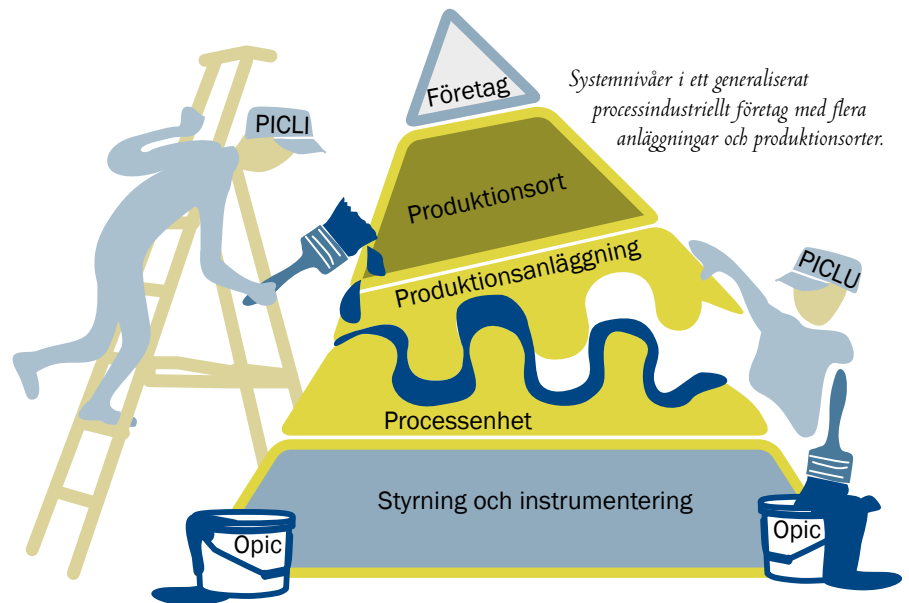 Företag
Systemnivåer i ett generaliserat
processindustriellt företag med flera
anläggningar och produktionsorter.
PICLI
Produktionsort
Produktionsanläggning
PICLU
Processenhet
Styrning och instrumentering
Opic
Opic